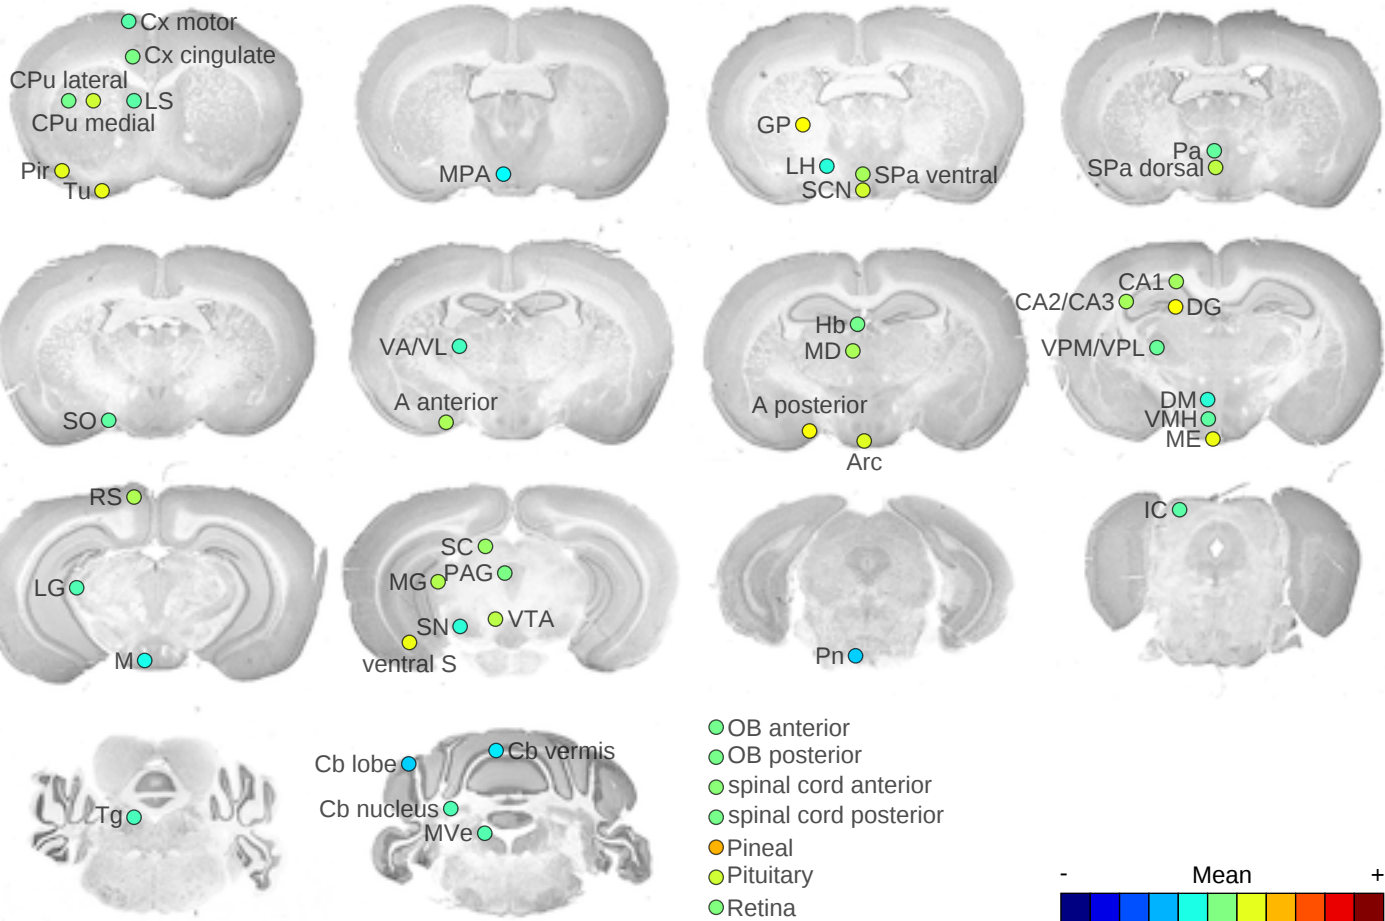 Cx motor
Cx cingulate
CPu lateral
LS
CPu medial
Pir
Tu
MPA
GP
LH
SPa ventral
SCN
Pa
SPa dorsal
SO
VA/VL
A anterior
Hb
MD
A posterior
Arc
CA1
CA2/CA3
DG
VPM/VPL
DM
VMH
ME
RS
LG
M
SC
MG
PAG
SN
VTA
ventral S
Pn
IC
Tg
Cb lobe
Cb vermis
Cb nucleus
MVe
OB anterior
OB posterior
spinal cord anterior
spinal cord posterior
Pineal
Pituitary
Retina
- Mean +